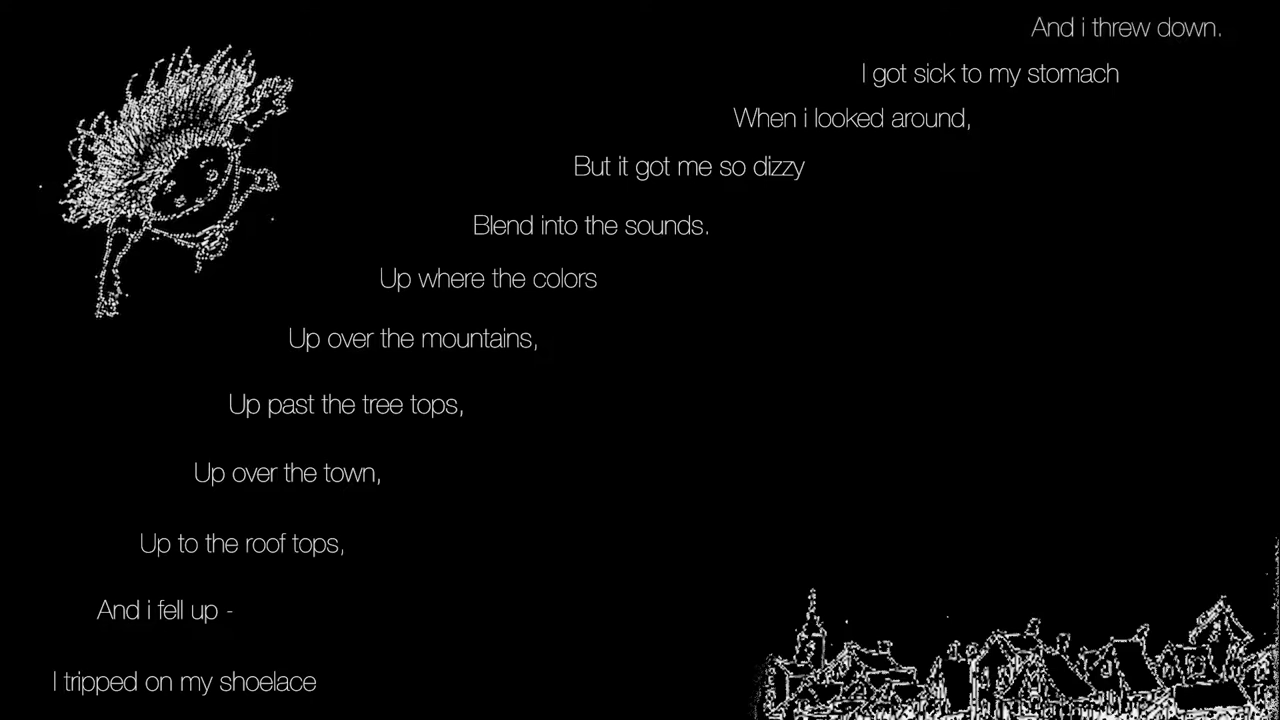 I tripped on my shoelace
And i fell up -
Up to the roof tops,
Up over the town,
Up past the tree tops,
Up over the mountains,
Up where the colors
Blend into the sounds.
But it got me so dizzy
When i looked around,
I got sick to my stomach
And i threw down.